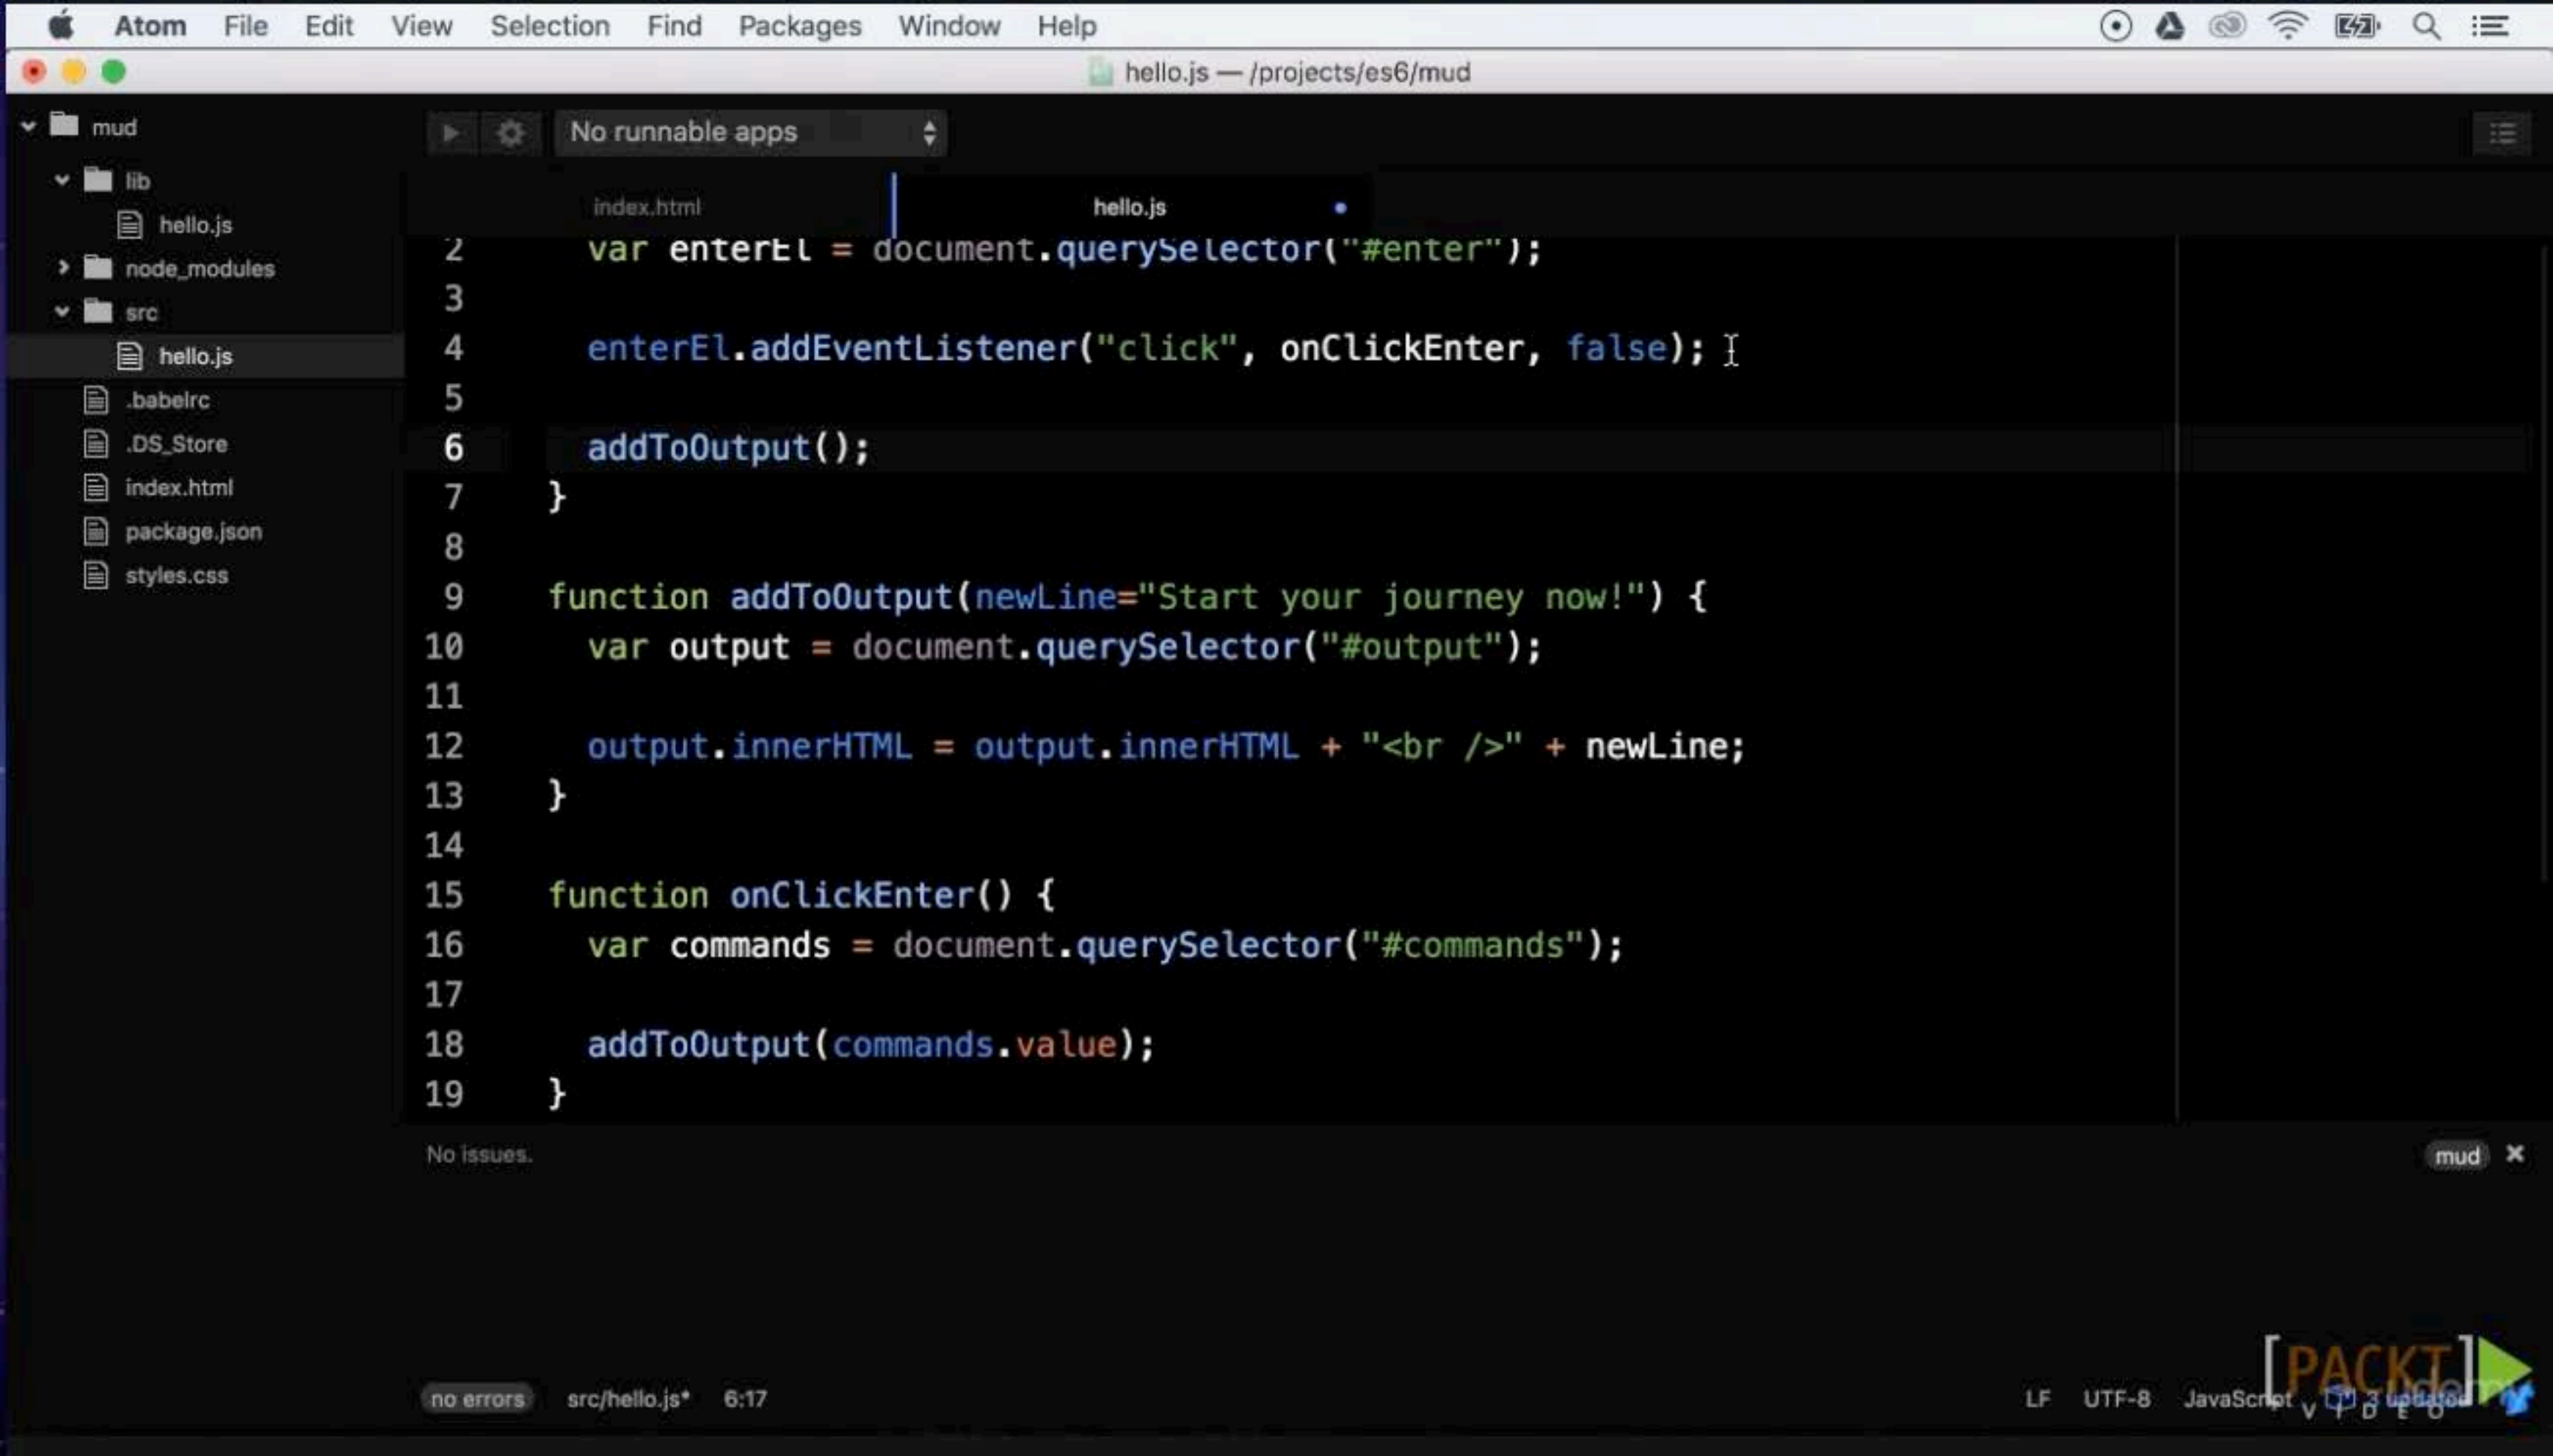 Atom File Edit View Selection Find Packages Window Help
hello.js — /projects/es6/mud
mud
lib
hello.js
node_modules
src
hello.js
.babelrc
.DS_Store
index.html
package.json
styles.css
No runnable apps
index.html
hello.js
2 var enterEl = document.querySelector("#enter");
3
4 enterEl.addEventListener("click", onClickEnter, false);
5
6 addToOutput();
7 }
8
9 function addToOutput(newLine="Start your journey now!") {
10 var output = document.querySelector("#output");
11
12 output.innerHTML = output.innerHTML + "<br />" + newLine;
13 }
14
15 function onClickEnter() {
16 var commands = document.querySelector("#commands");
17
18 addToOutput(commands.value);
19 }
No issues.
mud
no errors src/hello.js* 6:17
LF UTF-8 JavaScript 3 updates
[PACKT]
VIDEO